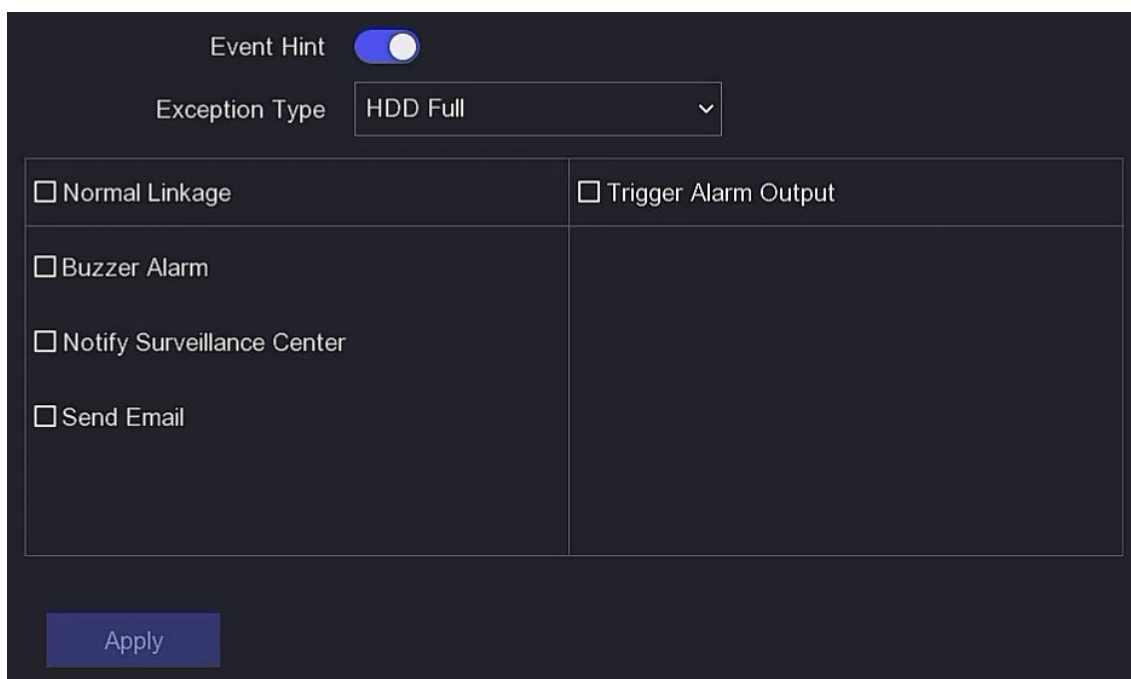 Event Hint
Exception Type HDD Full
Normal Linkage Trigger Alarm Output
Buzzer Alarm
Notify Surveillance Center
Send Email
Apply